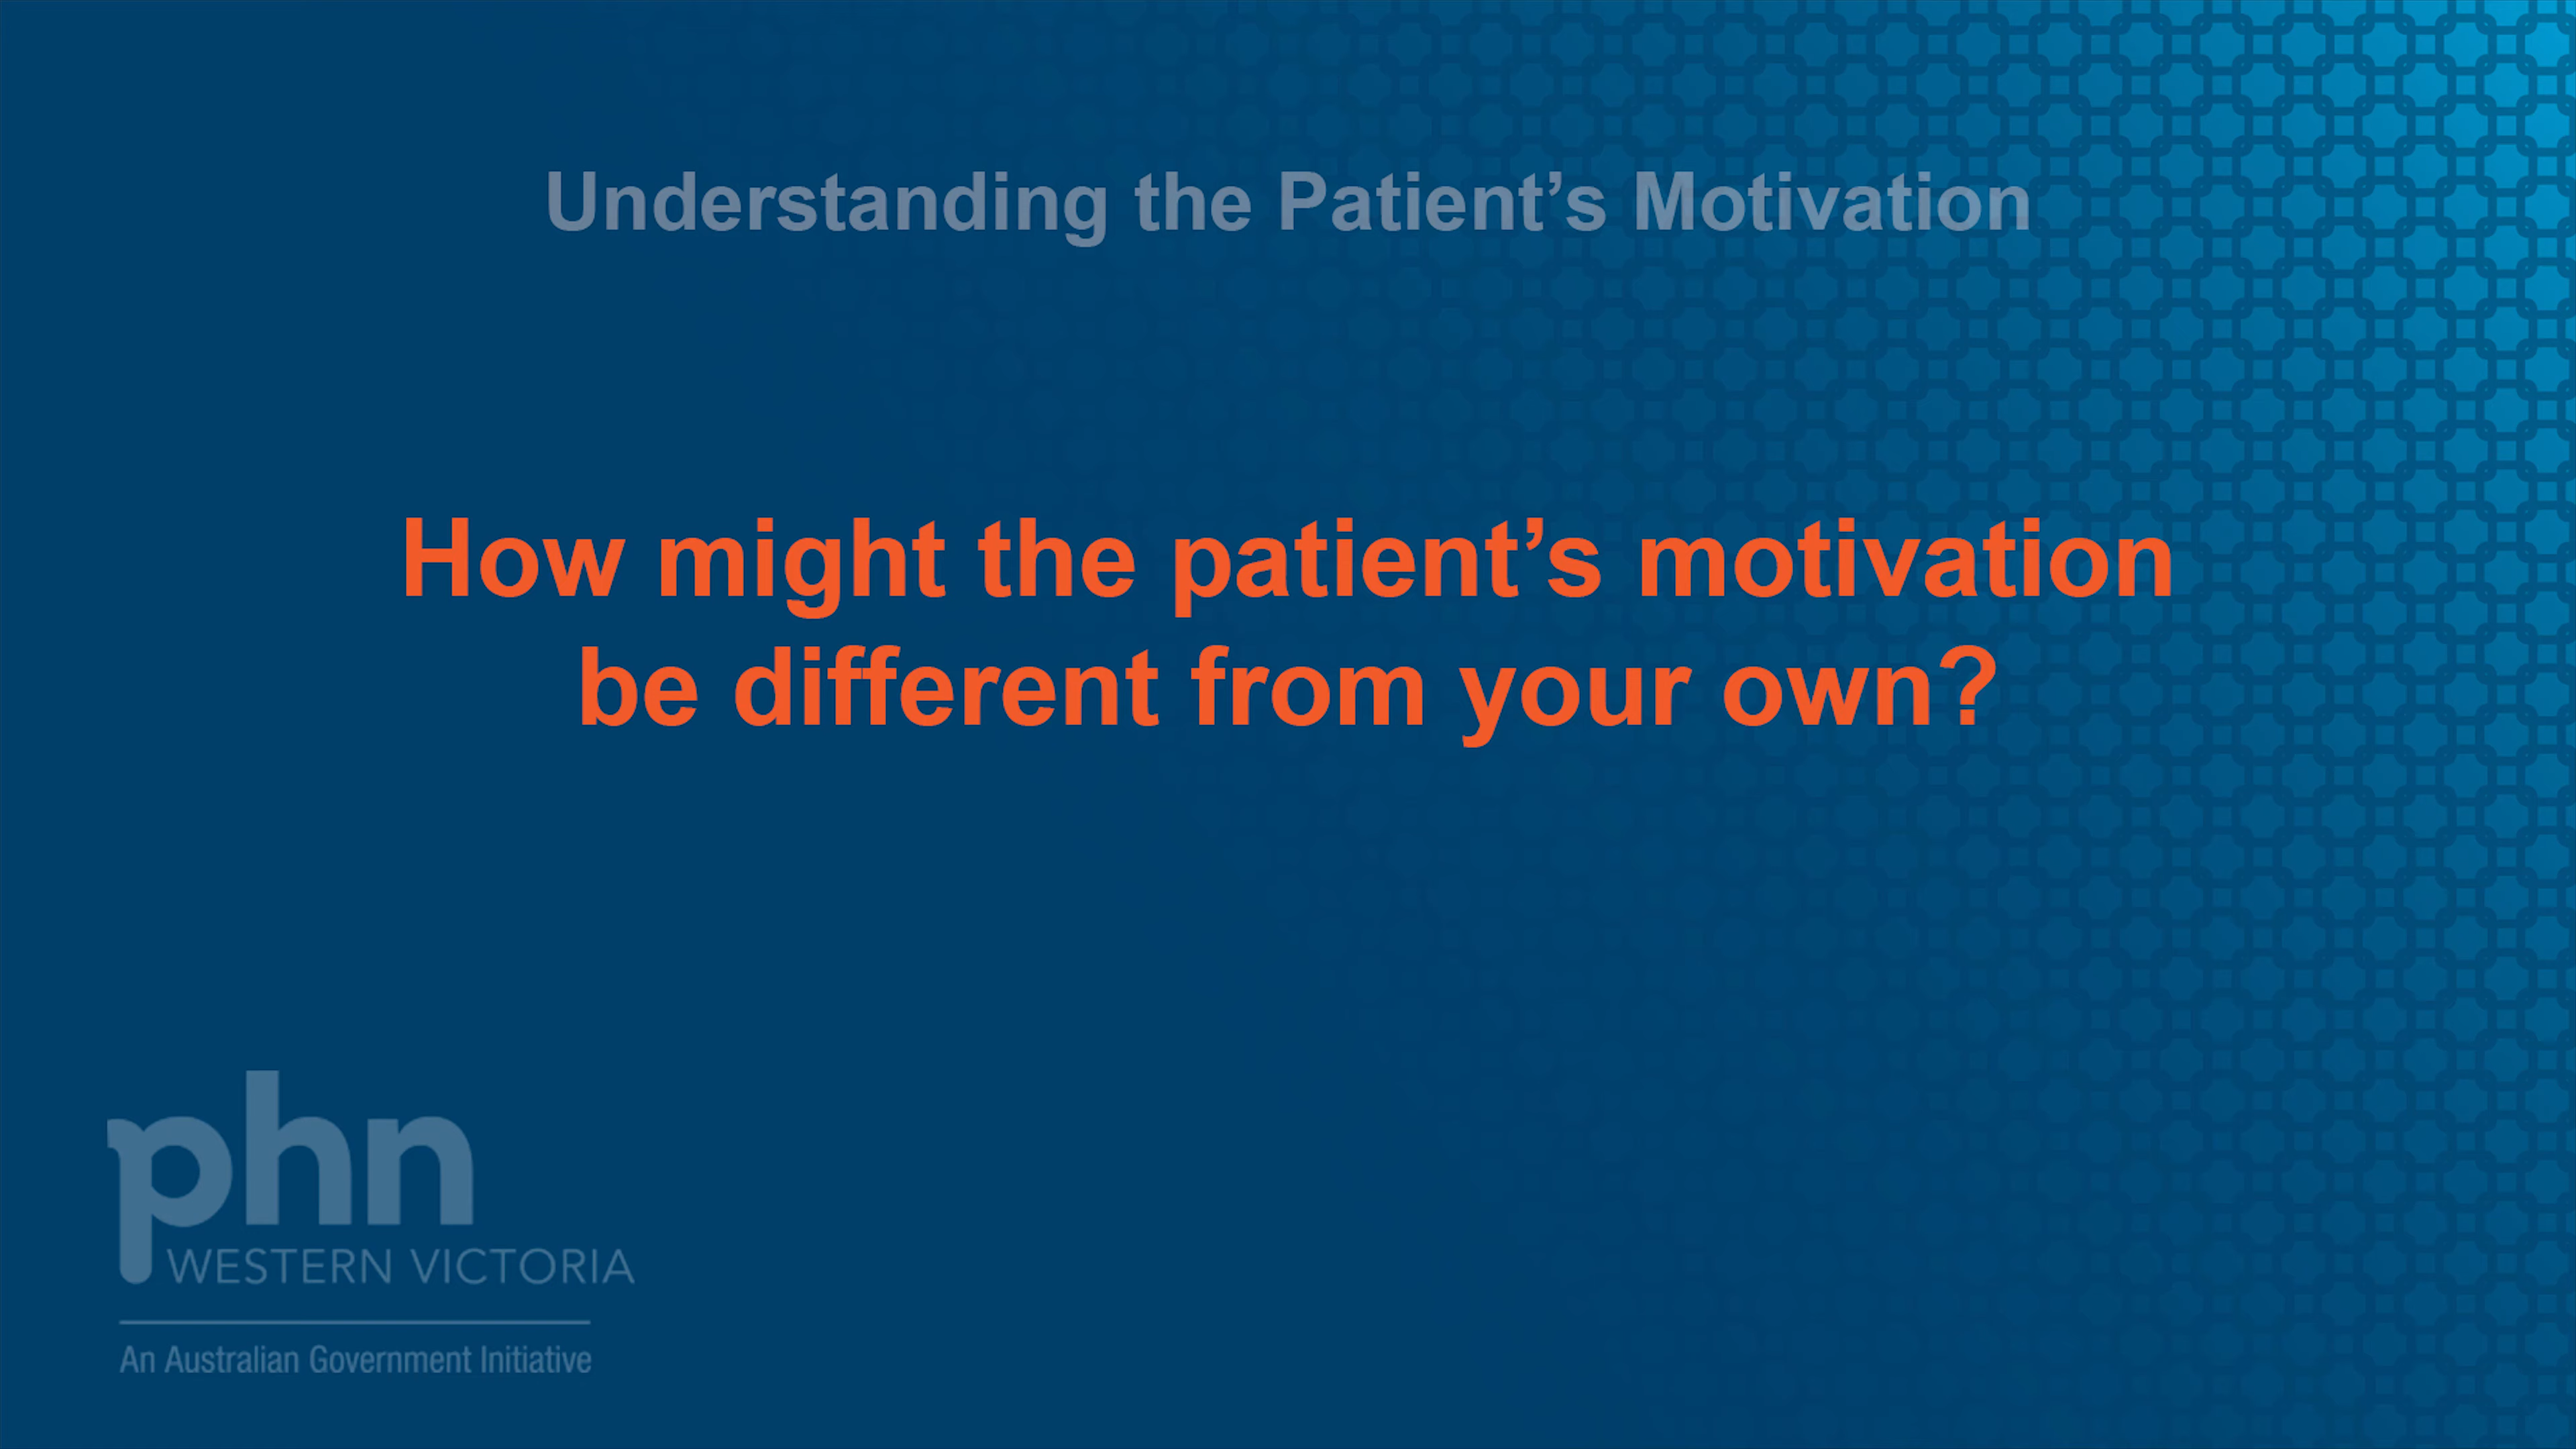 Understanding the Patient’s Motivation
How might the patient’s motivation
be different from your own?
phn
WESTERN VICTORIA
An Australian Government Initiative